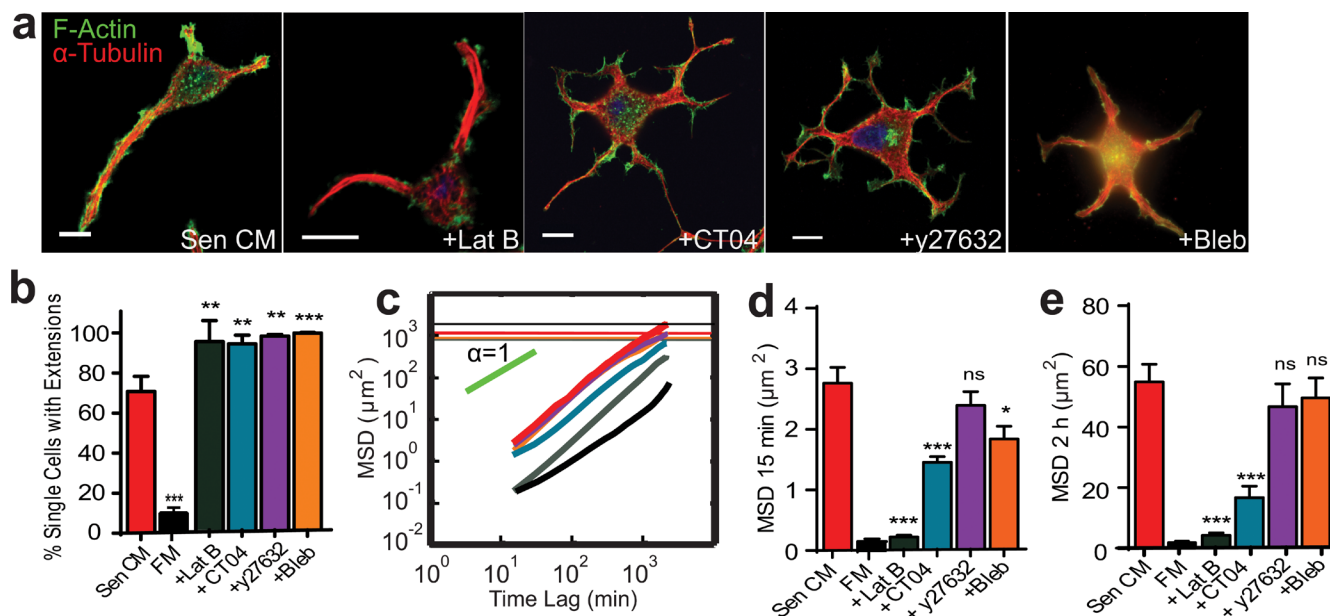 a
F-Actin
α-Tubulin
Sen CM
+Lat B
+CT04
+y27632
+Bleb
b
% Single Cells with Extensions
100
80
60
40
20
0
***
**
**
**
***
Sen CM
FM
+Lat B
+CT04
+y27632
+Bleb
c
MSD (µm²)
10³
10²
10¹
10⁰
10⁻¹
10⁻²
α=1
10⁰
10¹
10²
10³
Time Lag (min)
d
MSD 15 min (µm²)
4
3
2
1
0
***
***
ns
*
Sen CM
FM
+ Lat B
+CT04
+ y27632
+Bleb
e
MSD 2 h (µm²)
80
60
40
20
0
***
***
ns
ns
Sen CM
FM
+ Lat B
+CT04
+ y27632
+Bleb